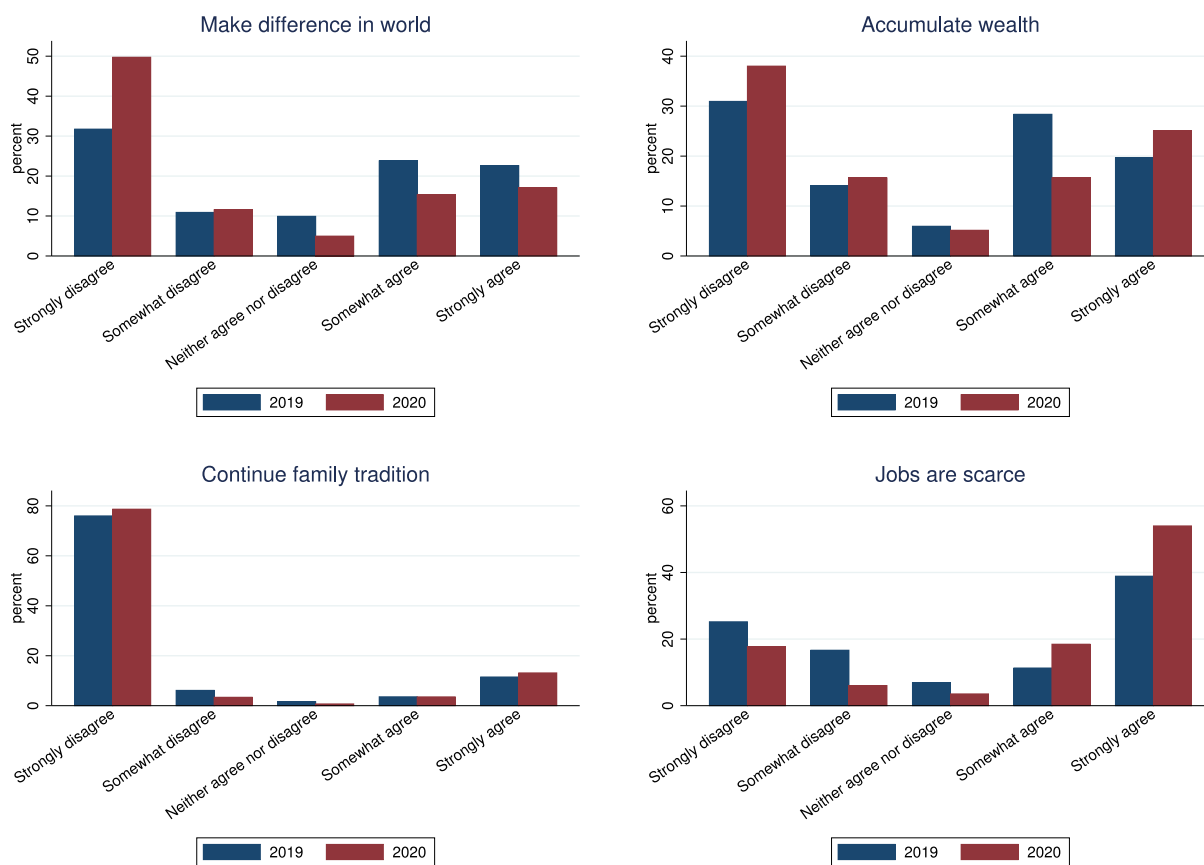 Make difference in world
percent
0 10 20 30 40 50
Strongly disagree
Somewhat disagree
Neither agree nor disagree
Somewhat agree
Strongly agree
2019 2020
Accumulate wealth
percent
0 10 20 30 40
Strongly disagree
Somewhat disagree
Neither agree nor disagree
Somewhat agree
Strongly agree
2019 2020
Continue family tradition
percent
0 20 40 60 80
Strongly disagree
Somewhat disagree
Neither agree nor disagree
Somewhat agree
Strongly agree
2019 2020
Jobs are scarce
percent
0 20 40 60
Strongly disagree
Somewhat disagree
Neither agree nor disagree
Somewhat agree
Strongly agree
2019 2020